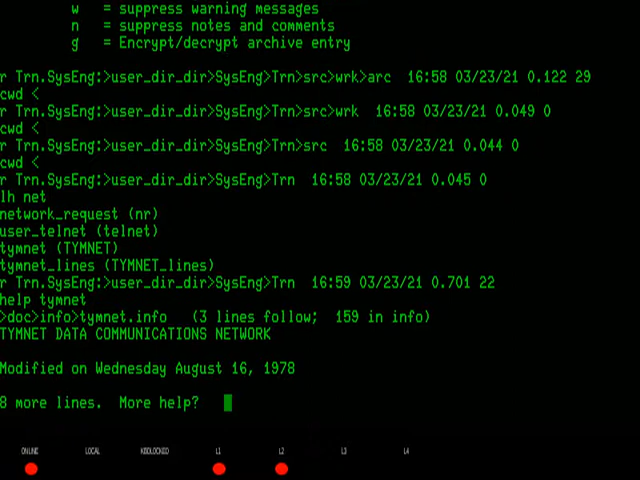 w = suppress warning messages
n = suppress notes and comments
g = Encrypt/decrypt archive entry
r Trn.SysEng:>user_dir_dir>SysEng>Trn>src>wrk>arc 16:58 03/23/21 0.122 29
cwd <
r Trn.SysEng:>user_dir_dir>SysEng>Trn>src>wrk 16:58 03/23/21 0.049 0
cwd <
r Trn.SysEng:>user_dir_dir>SysEng>Trn>src 16:58 03/23/21 0.044 0
cwd <
r Trn.SysEng:>user_dir_dir>SysEng>Trn 16:58 03/23/21 0.045 0
lh net
network_request (nr)
user_telnet (telnet)
tymnet (TYMNET)
tymnet_lines (TYMNET_lines)
r Trn.SysEng:>user_dir_dir>SysEng>Trn 16:59 03/23/21 0.701 22
help tymnet
>doc>info>tymnet.info (3 lines follow; 159 in info)
TYMNET DATA COMMUNICATIONS NETWORK
Modified on Wednesday August 16, 1978
8 more lines. More help?
ONLINE LOCAL KBDLOCKED L1 L2 L3 L4